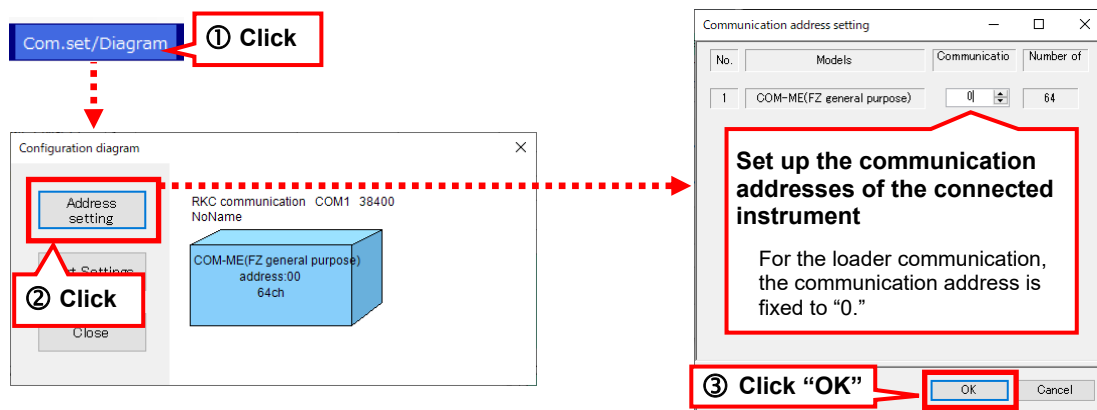 Com.set/Diagram
① Click
Configuration diagram
Address
setting
RKC communication COM1 38400
NoName
COM-ME(FZ general purpose)
address:00
64ch
Settings
② Click
Close
Communication address setting
No. Models Communicatio Number of
1 COM-ME(FZ general purpose) 0 64
Set up the communication
addresses of the connected
instrument
For the loader communication,
the communication address is
fixed to “0.”
③ Click “OK”
OK Cancel